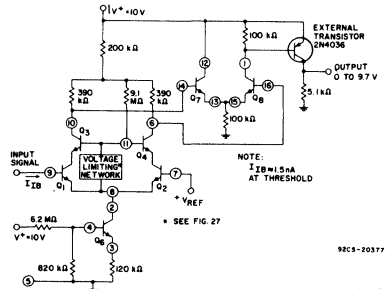 V+=10V
200 kΩ
100 kΩ
EXTERNAL
TRANSISTOR
2N4036
OUTPUT
0 TO 9.7 V
5.1 kΩ
390
kΩ
9.1
MΩ
390
kΩ
12
14
Q7
13
15
1
Q8
16
100 kΩ
10
Q3
11
6
Q4
VOLTAGE
LIMITING*
NETWORK
INPUT
SIGNAL
IIB
9
Q1
Q2
7
+ VREF
8
NOTE:
IIB≈1.5nA
AT THRESHOLD
* SEE FIG. 27
2
6.2 MΩ
V+=10V
4
Q6
3
820 kΩ
120 kΩ
5
92CS-20377